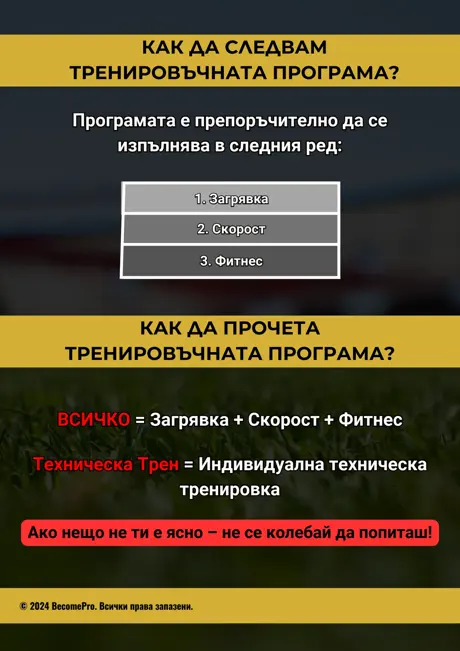 КАК ДА СЛЕДВАМ
ТРЕНИРОВЪЧНАТА ПРОГРАМА?
Програмата е препоръчително да се
изпълнява в следния ред:
1. Загрявка
2. Скорост
3. Фитнес
КАК ДА ПРОЧЕТА
ТРЕНИРОВЪЧНАТА ПРОГРАМА?
ВСИЧКО = Загрявка + Скорост + Фитнес
Техническа Трен = Индивидуална техническа
тренировка
Ако нещо не ти е ясно – не се колебай да попиташ!
© 2024 BecomePro. Всички права запазени.